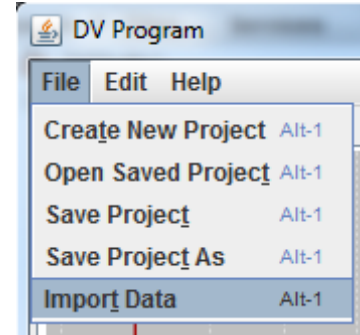 DV Program
File Edit Help
Create New Project Alt-1
Open Saved Project Alt-1
Save Project Alt-1
Save Project As Alt-1
Import Data Alt-1